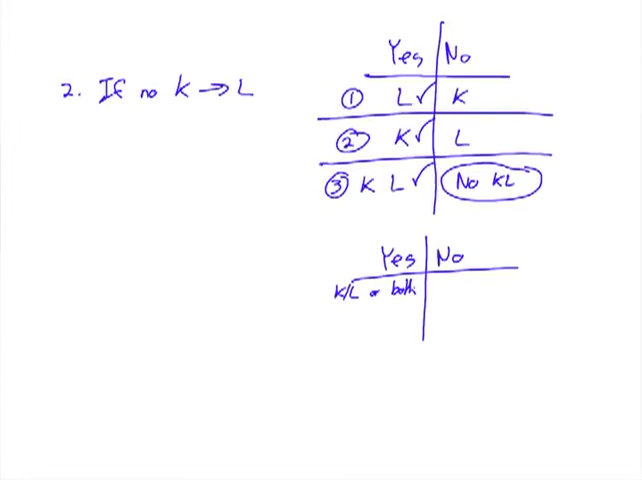 2. If no K → L
Yes No
① L ✓ K
② K ✓ L
③ K L ✓ No KL
Yes No
K/L or both